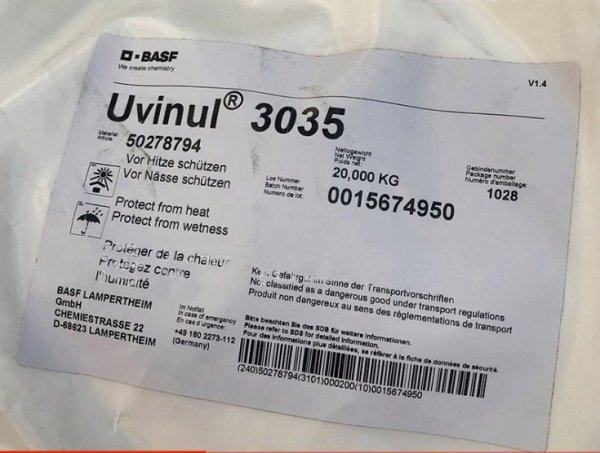 BASF
We create chemistry
V1.4
Uvinul® 3035
Material
Article
50278794
Vor Hitze schützen
Vor Nässe schützen
Protect from heat
Protect from wetness
Protéger de la chaleur
Protegez contre
l'humidité
Nettogewicht
Net Weight
Poids net
20,000 KG
Los Nummer
Batch Number
Numéro de lot
0015674950
Gebindenummer
Package number
Numéro d'emballage:
1028
Kein Gefahrgut im Sinne der Transportvorschriften
Not classified as a dangerous good under transport regulations
Produit non dangereux au sens des réglementations de transport
BASF LAMPERTHEIM
GmbH
CHEMIESTRASSE 22
D-68623 LAMPERTHEIM
Im Notfall
In case of emergency
En cas d'urgence:
+49 180 2273-112
(Germany)
Bitte beachten Sie das SDB für weitere Informationen.
Please refer to SDS for detailed information.
Pour des informations plus détaillées, se référer à la fiche de données de sécurité.
(240)50278794(3101)000200(10)0015674950